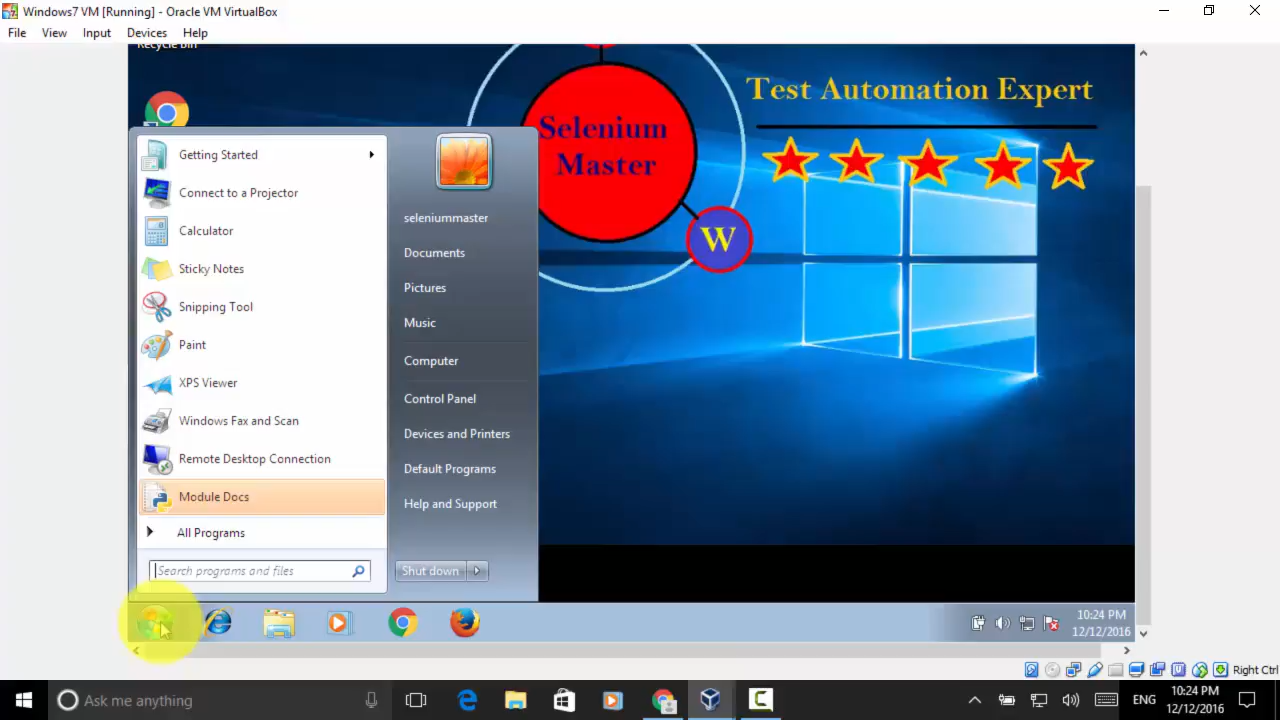 Windows7 VM [Running] - Oracle VM VirtualBox
File View Input Devices Help
Recycle Bin
Test Automation Expert
Selenium
Master
W
Getting Started
Connect to a Projector
Calculator
Sticky Notes
Snipping Tool
Paint
XPS Viewer
Windows Fax and Scan
Remote Desktop Connection
Module Docs
All Programs
Search programs and files
seleniummaster
Documents
Pictures
Music
Computer
Control Panel
Devices and Printers
Default Programs
Help and Support
Shut down
10:24 PM
12/12/2016
Right Ctrl
Ask me anything
ENG
10:24 PM
12/12/2016